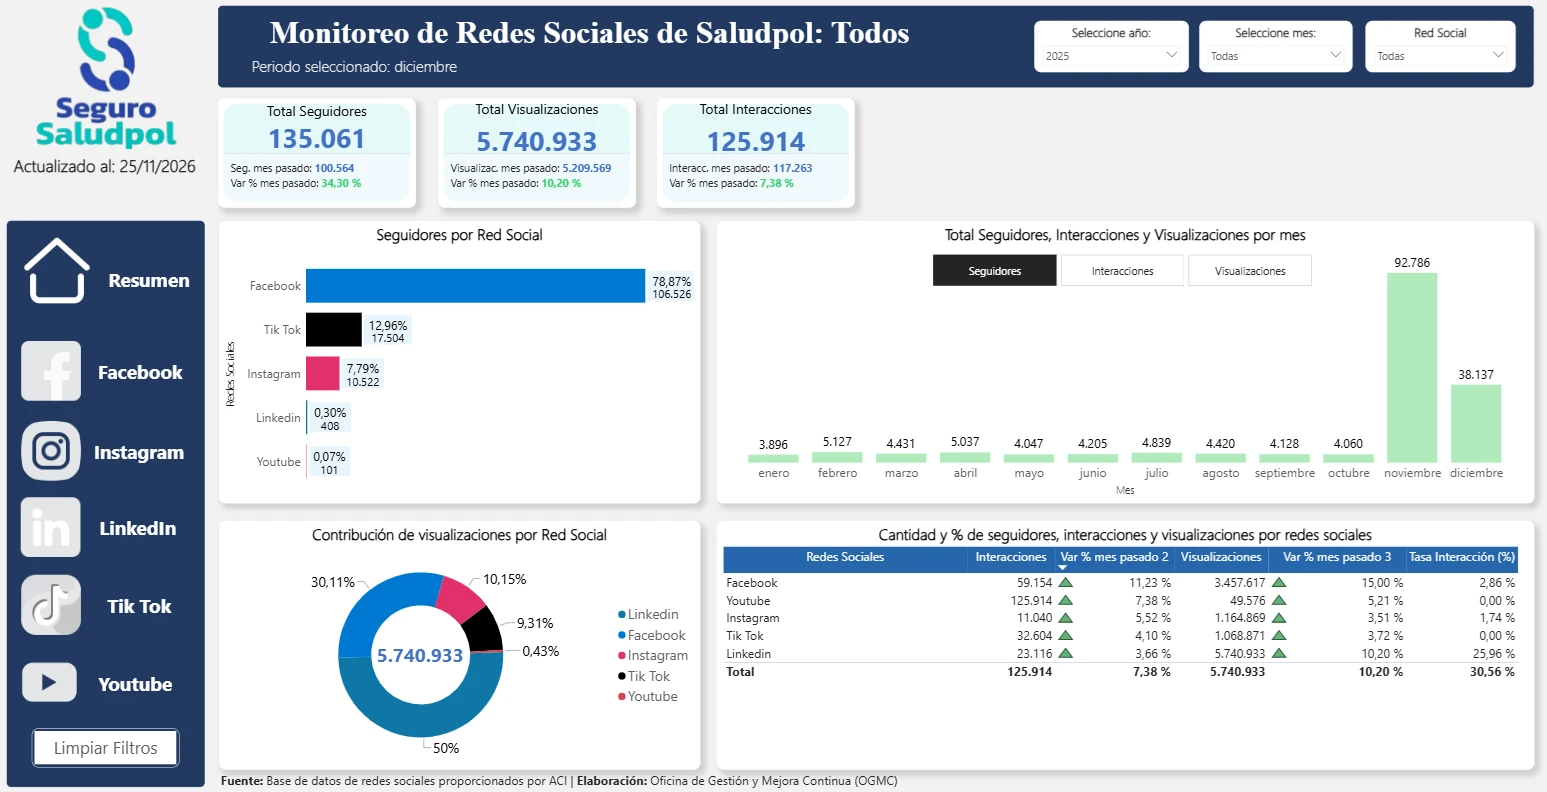 Seguro
Saludpol
Actualizado al: 25/11/2026
Monitoreo de Redes Sociales de Saludpol: Todos
Periodo seleccionado: diciembre
Seleccione año:
2025
Seleccione mes:
Todas
Red Social
Todas
Total Seguidores
135.061
Seg. mes pasado: 100.564
Var % mes pasado: 34,30 %
Total Visualizaciones
5.740.933
Visualizac. mes pasado: 5.209.569
Var % mes pasado: 10,20 %
Total Interacciones
125.914
Interacc. mes pasado: 117.263
Var % mes pasado: 7,38 %
Resumen
Facebook
Instagram
LinkedIn
Tik Tok
Youtube
Limpiar Filtros
Seguidores por Red Social
Redes Sociales
Facebook
78,87%
106.526
Tik Tok
12,96%
17.504
Instagram
7,79%
10.522
Linkedin
0,30%
408
Youtube
0,07%
101
Total Seguidores, Interacciones y Visualizaciones por mes
Seguidores Interacciones Visualizaciones
3.896 5.127 4.431 5.037 4.047 4.205 4.839 4.420 4.128 4.060 92.786 38.137
enero febrero marzo abril mayo junio julio agosto septiembre octubre noviembre diciembre
Mes
Contribución de visualizaciones por Red Social
30,11%
10,15%
9,31%
0,43%
50%
5.740.933
Linkedin
Facebook
Instagram
Tik Tok
Youtube
Cantidad y % de seguidores, interacciones y visualizaciones por redes sociales
Redes Sociales Interacciones Var % mes pasado 2 Visualizaciones Var % mes pasado 3 Tasa Interacción (%)
Facebook 59.154 11,23 % 3.457.617 15,00 % 2,86 %
Youtube 125.914 7,38 % 49.576 5,21 % 0,00 %
Instagram 11.040 5,52 % 1.164.869 3,51 % 1,74 %
Tik Tok 32.604 4,10 % 1.068.871 3,72 % 0,00 %
Linkedin 23.116 3,66 % 5.740.933 10,20 % 25,96 %
Total 125.914 7,38 % 5.740.933 10,20 % 30,56 %
Fuente: Base de datos de redes sociales proporcionados por ACI | Elaboración: Oficina de Gestión y Mejora Continua (OGMC)